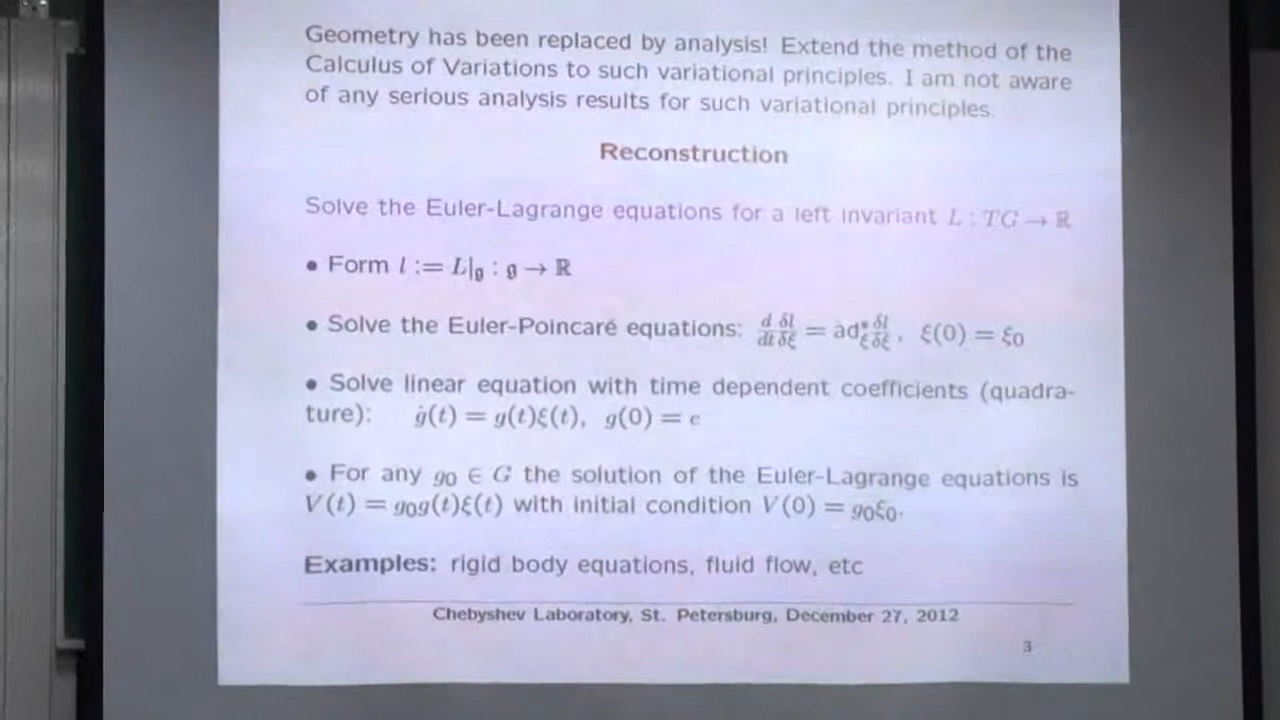 Geometry has been replaced by analysis! Extend the method of the
Calculus of Variations to such variational principles. I am not aware
of any serious analysis results for such variational principles.
Reconstruction
Solve the Euler-Lagrange equations for a left invariant L : TG → ℝ
• Form l := L|𝔤 : 𝔤 → ℝ
• Solve the Euler-Poincaré equations: d/dt δl/δξ = ad*_ξ δl/δξ, ξ(0) = ξ₀
• Solve linear equation with time dependent coefficients (quadra-
ture): ġ(t) = g(t)ξ(t), g(0) = e
• For any g₀ ∈ G the solution of the Euler-Lagrange equations is
V(t) = g₀g(t)ξ(t) with initial condition V(0) = g₀ξ₀.
Examples: rigid body equations, fluid flow, etc
Chebyshev Laboratory, St. Petersburg, December 27, 2012
3